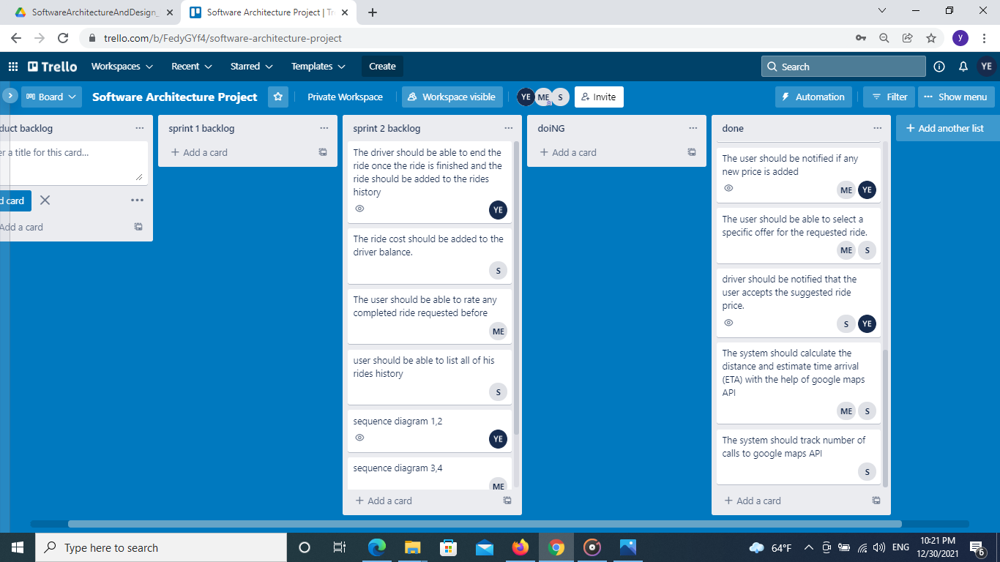 SoftwareArchitectureAndDesign_
Software Architecture Project | Tr
trello.com/b/FedyGYf4/software-architecture-project
y
Trello
Workspaces
Recent
Starred
Templates
Create
Search
YE
Board
Software Architecture Project
Private Workspace
Workspace visible
YE
ME
S
Invite
Automation
Filter
Show menu
duct backlog
er a title for this card...
d card
Add a card
sprint 1 backlog
Add a card
sprint 2 backlog
The driver should be able to end the
ride once the ride is finished and the
ride should be added to the rides
history
YE
The ride cost should be added to the
driver balance.
S
The user should be able to rate any
completed ride requested before
ME
user should be able to list all of his
rides history
S
sequence diagram 1,2
YE
sequence diagram 3,4
ME
Add a card
doiNG
Add a card
done
The user should be notified if any
new price is added
ME YE
The user should be able to select a
specific offer for the requested ride.
ME S
driver should be notified that the
user accepts the suggested ride
price.
S YE
The system should calculate the
distance and estimate time arrival
(ETA) with the help of google maps
API
ME S
The system should track number of
calls to google maps API
S
Add a card
Add another list
Type here to search
64°F
ENG
10:21 PM
12/30/2021
6